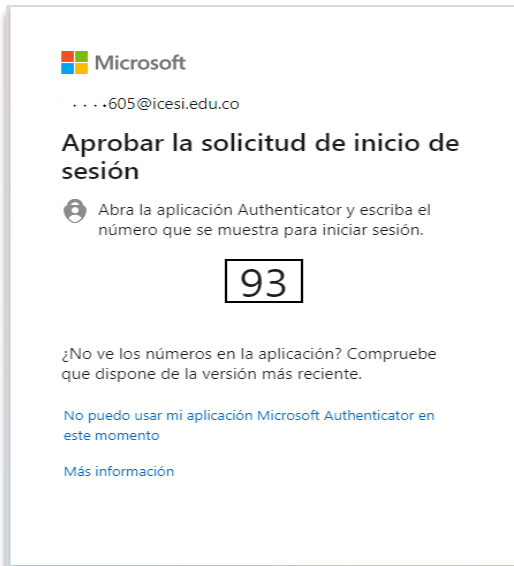 Microsoft
····605@icesi.edu.co
Aprobar la solicitud de inicio de
sesión
Abra la aplicación Authenticator y escriba el
número que se muestra para iniciar sesión.
93
¿No ve los números en la aplicación? Compruebe
que dispone de la versión más reciente.
No puedo usar mi aplicación Microsoft Authenticator en
este momento
Más información